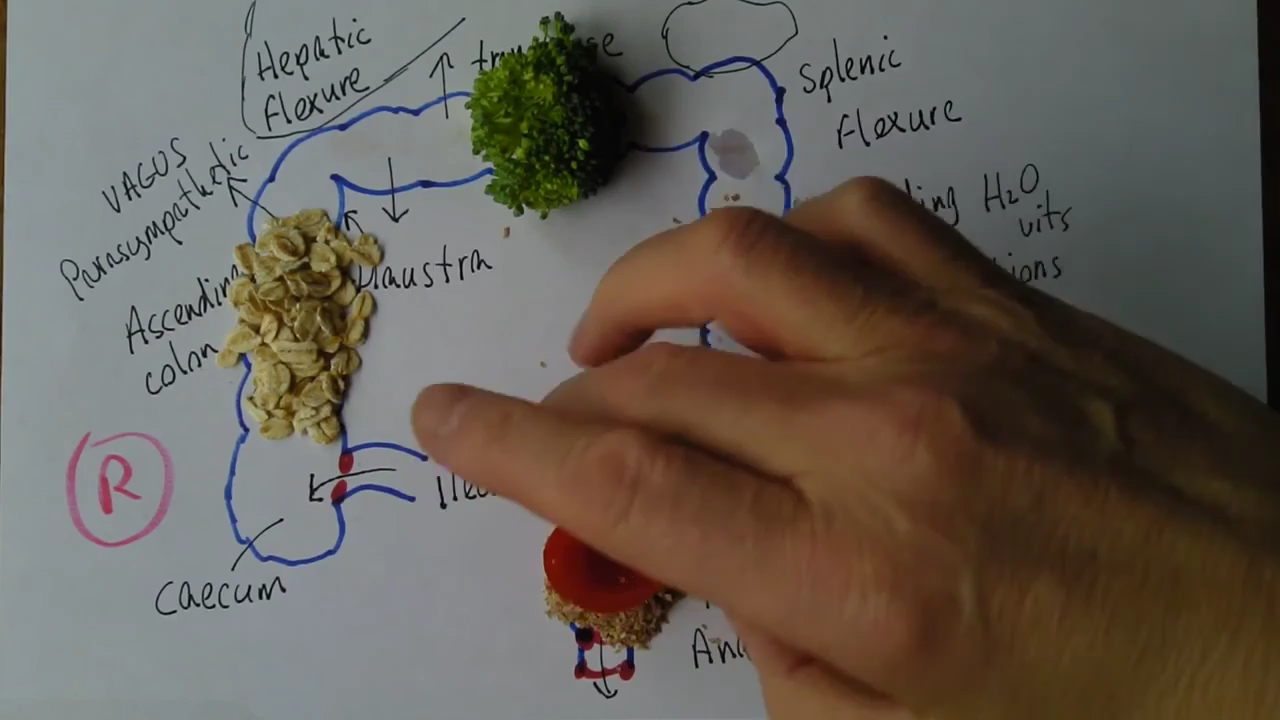 Hepatic
flexure
Splenic
flexure
VAGUS
Parasympathetic
H₂O
vits
Haustra
Ascending
colon
R
caecum